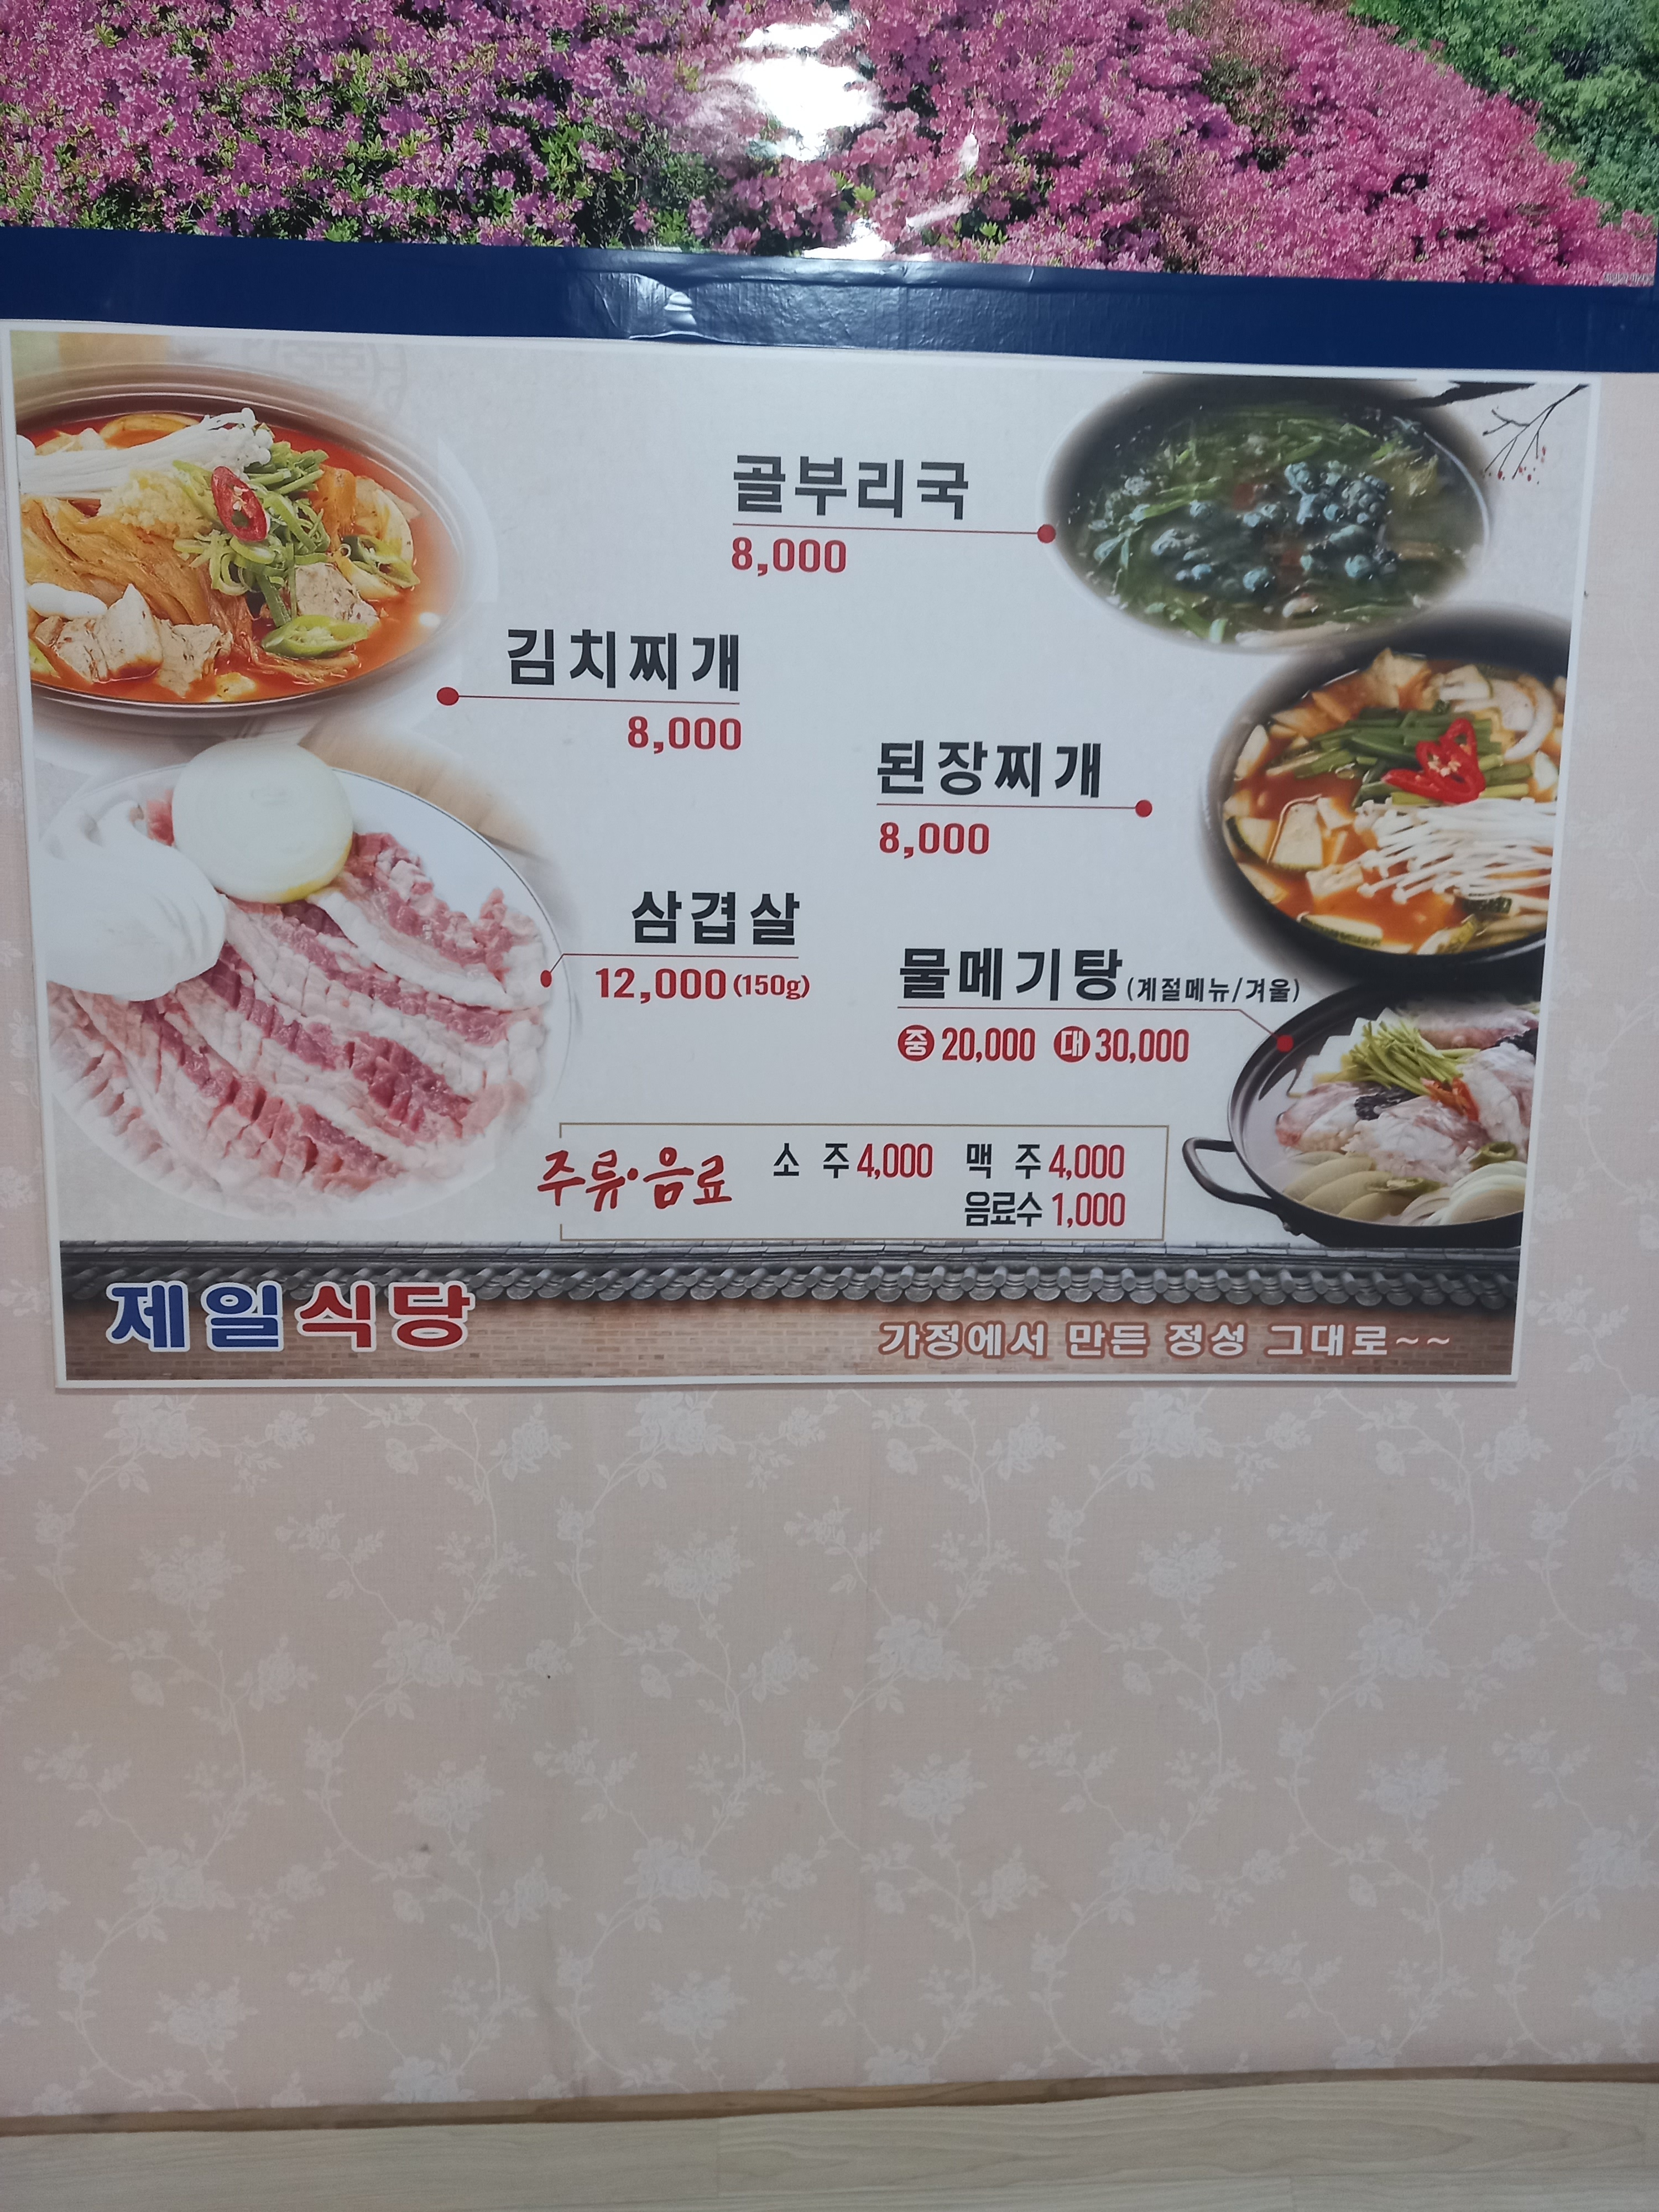 골부리국
8,000
김치찌개
8,000
된장찌개
8,000
삼겹살
12,000 (150g)
물메기탕 (계절메뉴/겨울)
중 20,000 대 30,000
주류·음료
소 주 4,000 맥 주 4,000
음료수 1,000
제일식당
가정에서 만든 정성 그대로~~